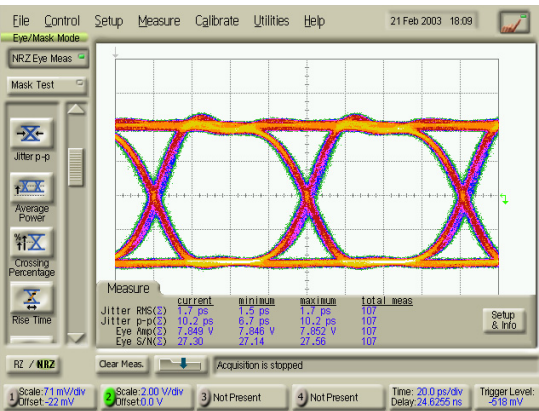 File Control Setup Measure Calibrate Utilities Help 21 Feb 2003 18:09
Eye/Mask Mode
NRZ Eye Meas
Mask Test
Jitter p-p
Average
Power
Crossing
Percentage
Rise Time
Measure
current minimum maximum total meas
Jitter RMS(Σ) 1.7 ps 1.5 ps 1.7 ps 107
Jitter p-p(Σ) 10.2 ps 6.7 ps 10.2 ps 107
Eye Amp(Σ) 7.849 V 7.846 V 7.852 V 107
Eye S/N(Σ) 27.30 27.14 27.56 107
Setup
& Info
RZ / NRZ
Clear Meas.
Acquisition is stopped
1 Scale:71 mV/div
Offset:-22 mV
2 Scale:2.00 V/div
Offset:0.0 V
3 Not Present
4 Not Present
Time: 20.0 ps/div
Delay:24.6255 ns
Trigger Level:
-518 mV